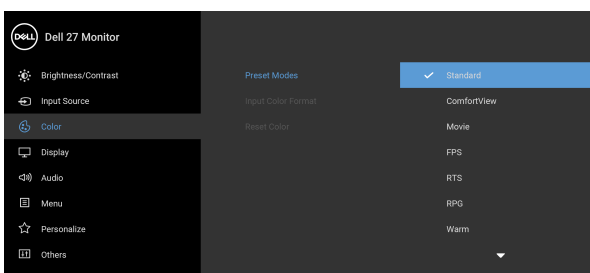 DELL Dell 27 Monitor
Brightness/Contrast Preset Modes Standard
Input Source Input Color Format ComfortView
Color Reset Color Movie
Display FPS
Audio RTS
Menu RPG
Personalize Warm
Others